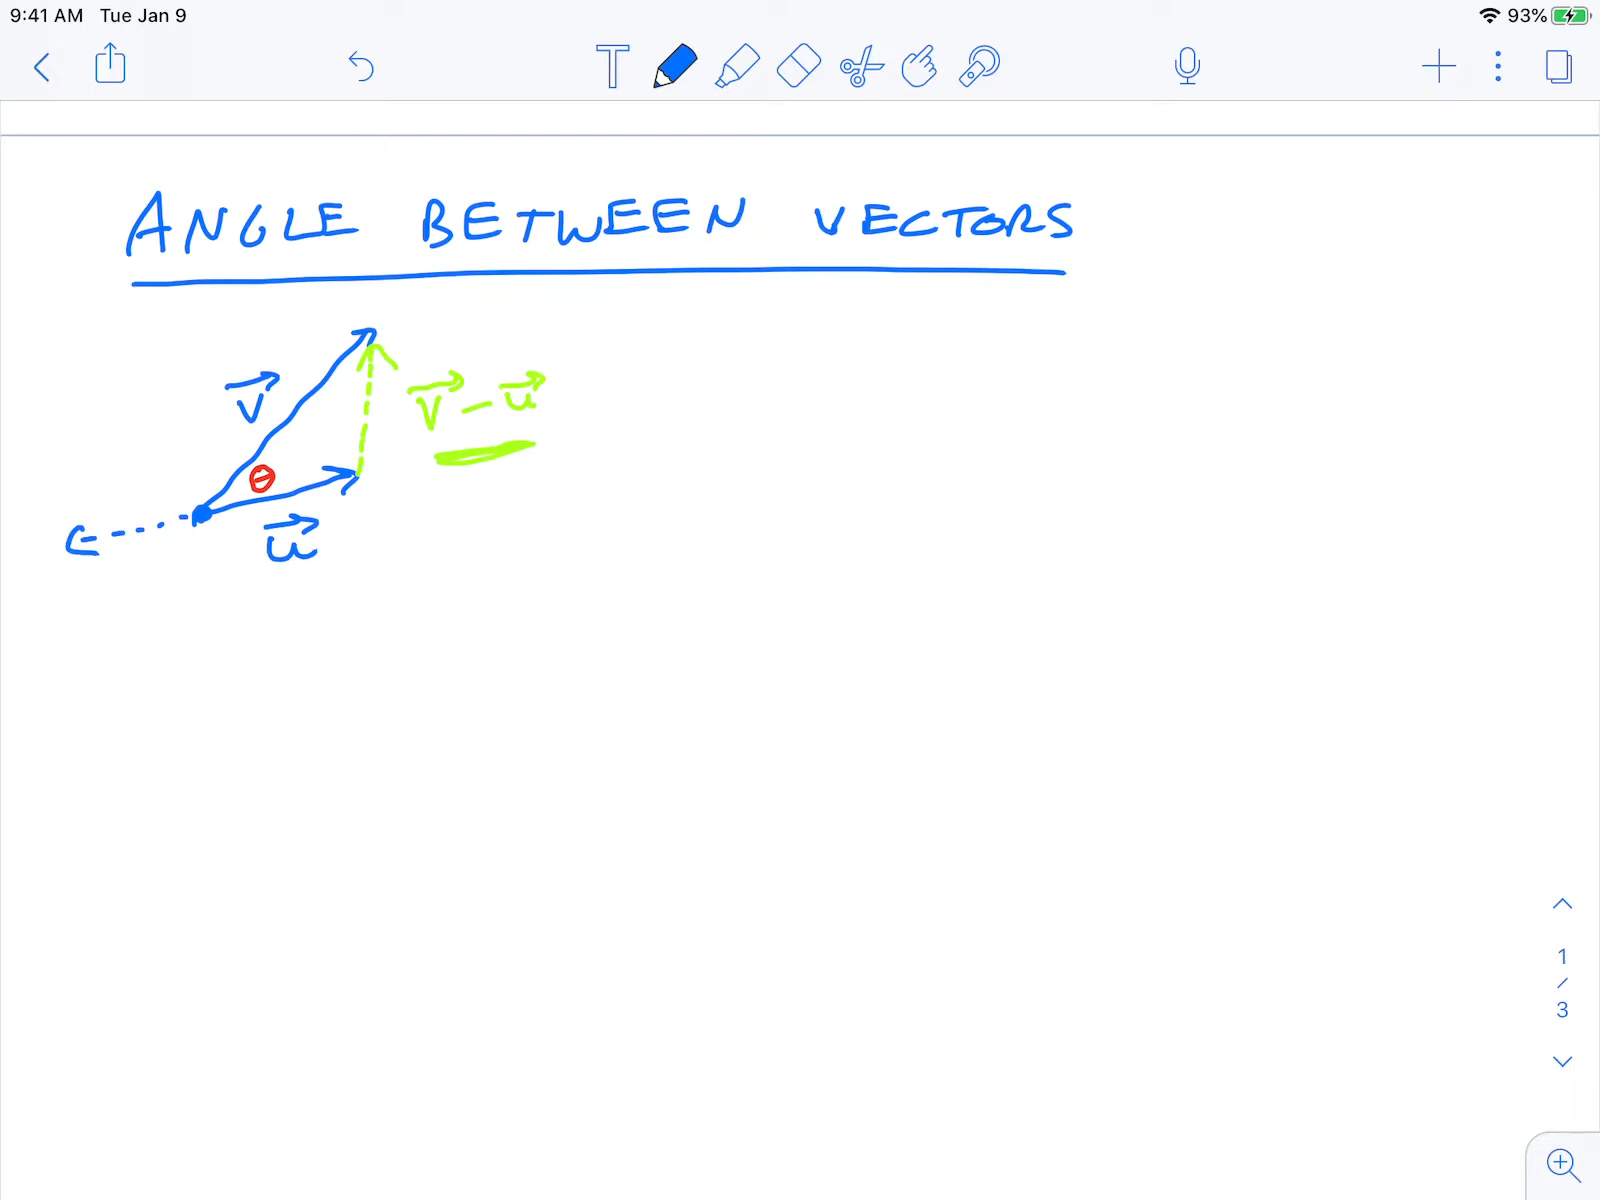 9:41 AM Tue Jan 9 93%
T
ANGLE BETWEEN VECTORS
v⃗
v⃗ - u⃗
θ
u⃗
1
/
3